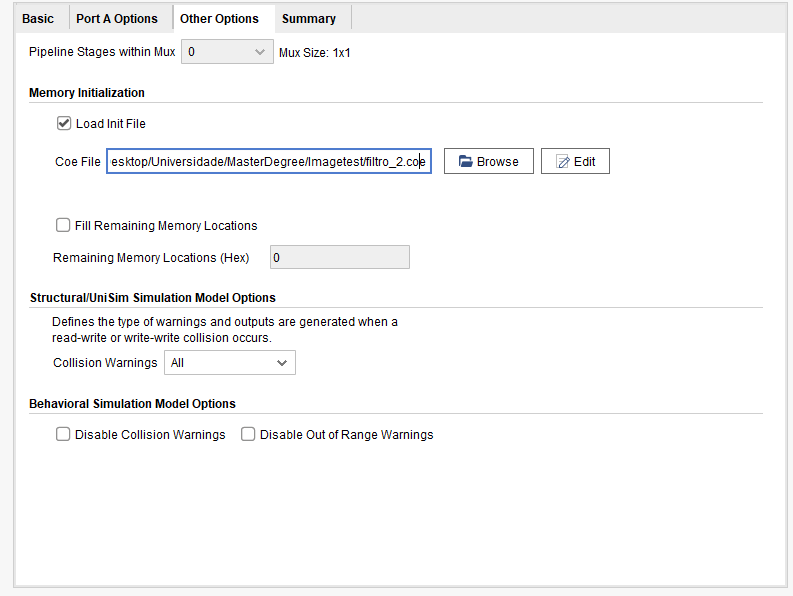 Basic Port A Options Other Options Summary
Pipeline Stages within Mux 0 Mux Size: 1x1
Memory Initialization
Load Init File
Coe File esktop/Universidade/MasterDegree/Imagetest/filtro_2.coe Browse Edit
Fill Remaining Memory Locations
Remaining Memory Locations (Hex) 0
Structural/UniSim Simulation Model Options
Defines the type of warnings and outputs are generated when a
read-write or write-write collision occurs.
Collision Warnings All
Behavioral Simulation Model Options
Disable Collision Warnings Disable Out of Range Warnings